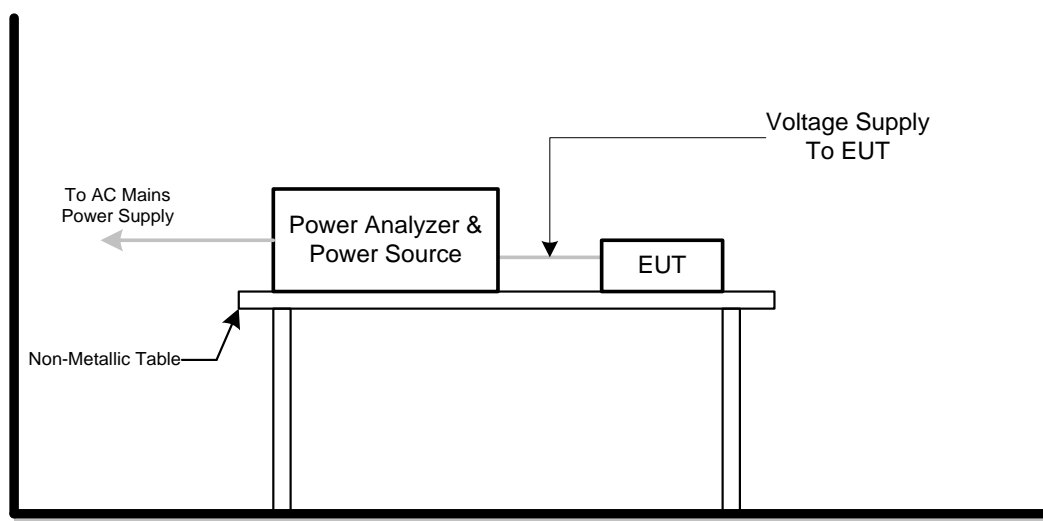 Voltage Supply
To EUT
To AC Mains
Power Supply
Power Analyzer &
Power Source
EUT
Non-Metallic Table